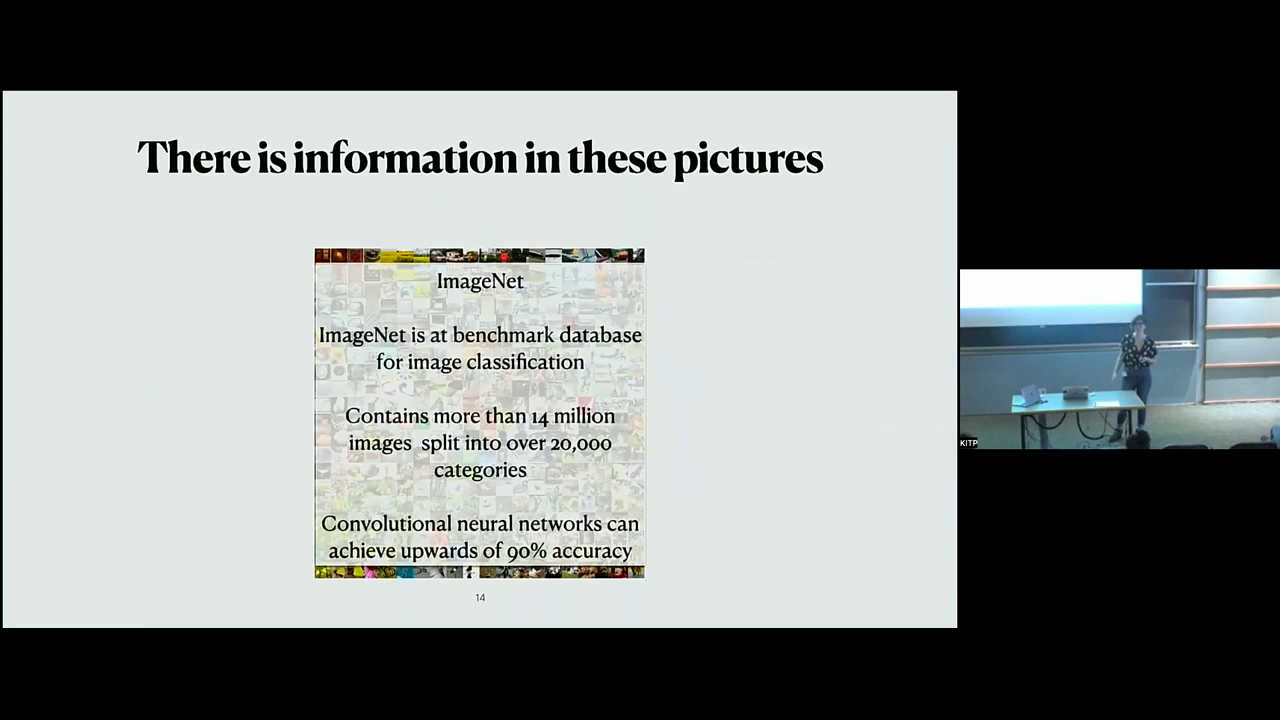 There is information in these pictures
ImageNet
ImageNet is at benchmark database
for image classification
Contains more than 14 million
images split into over 20,000
categories
Convolutional neural networks can
achieve upwards of 90% accuracy
14
KITP